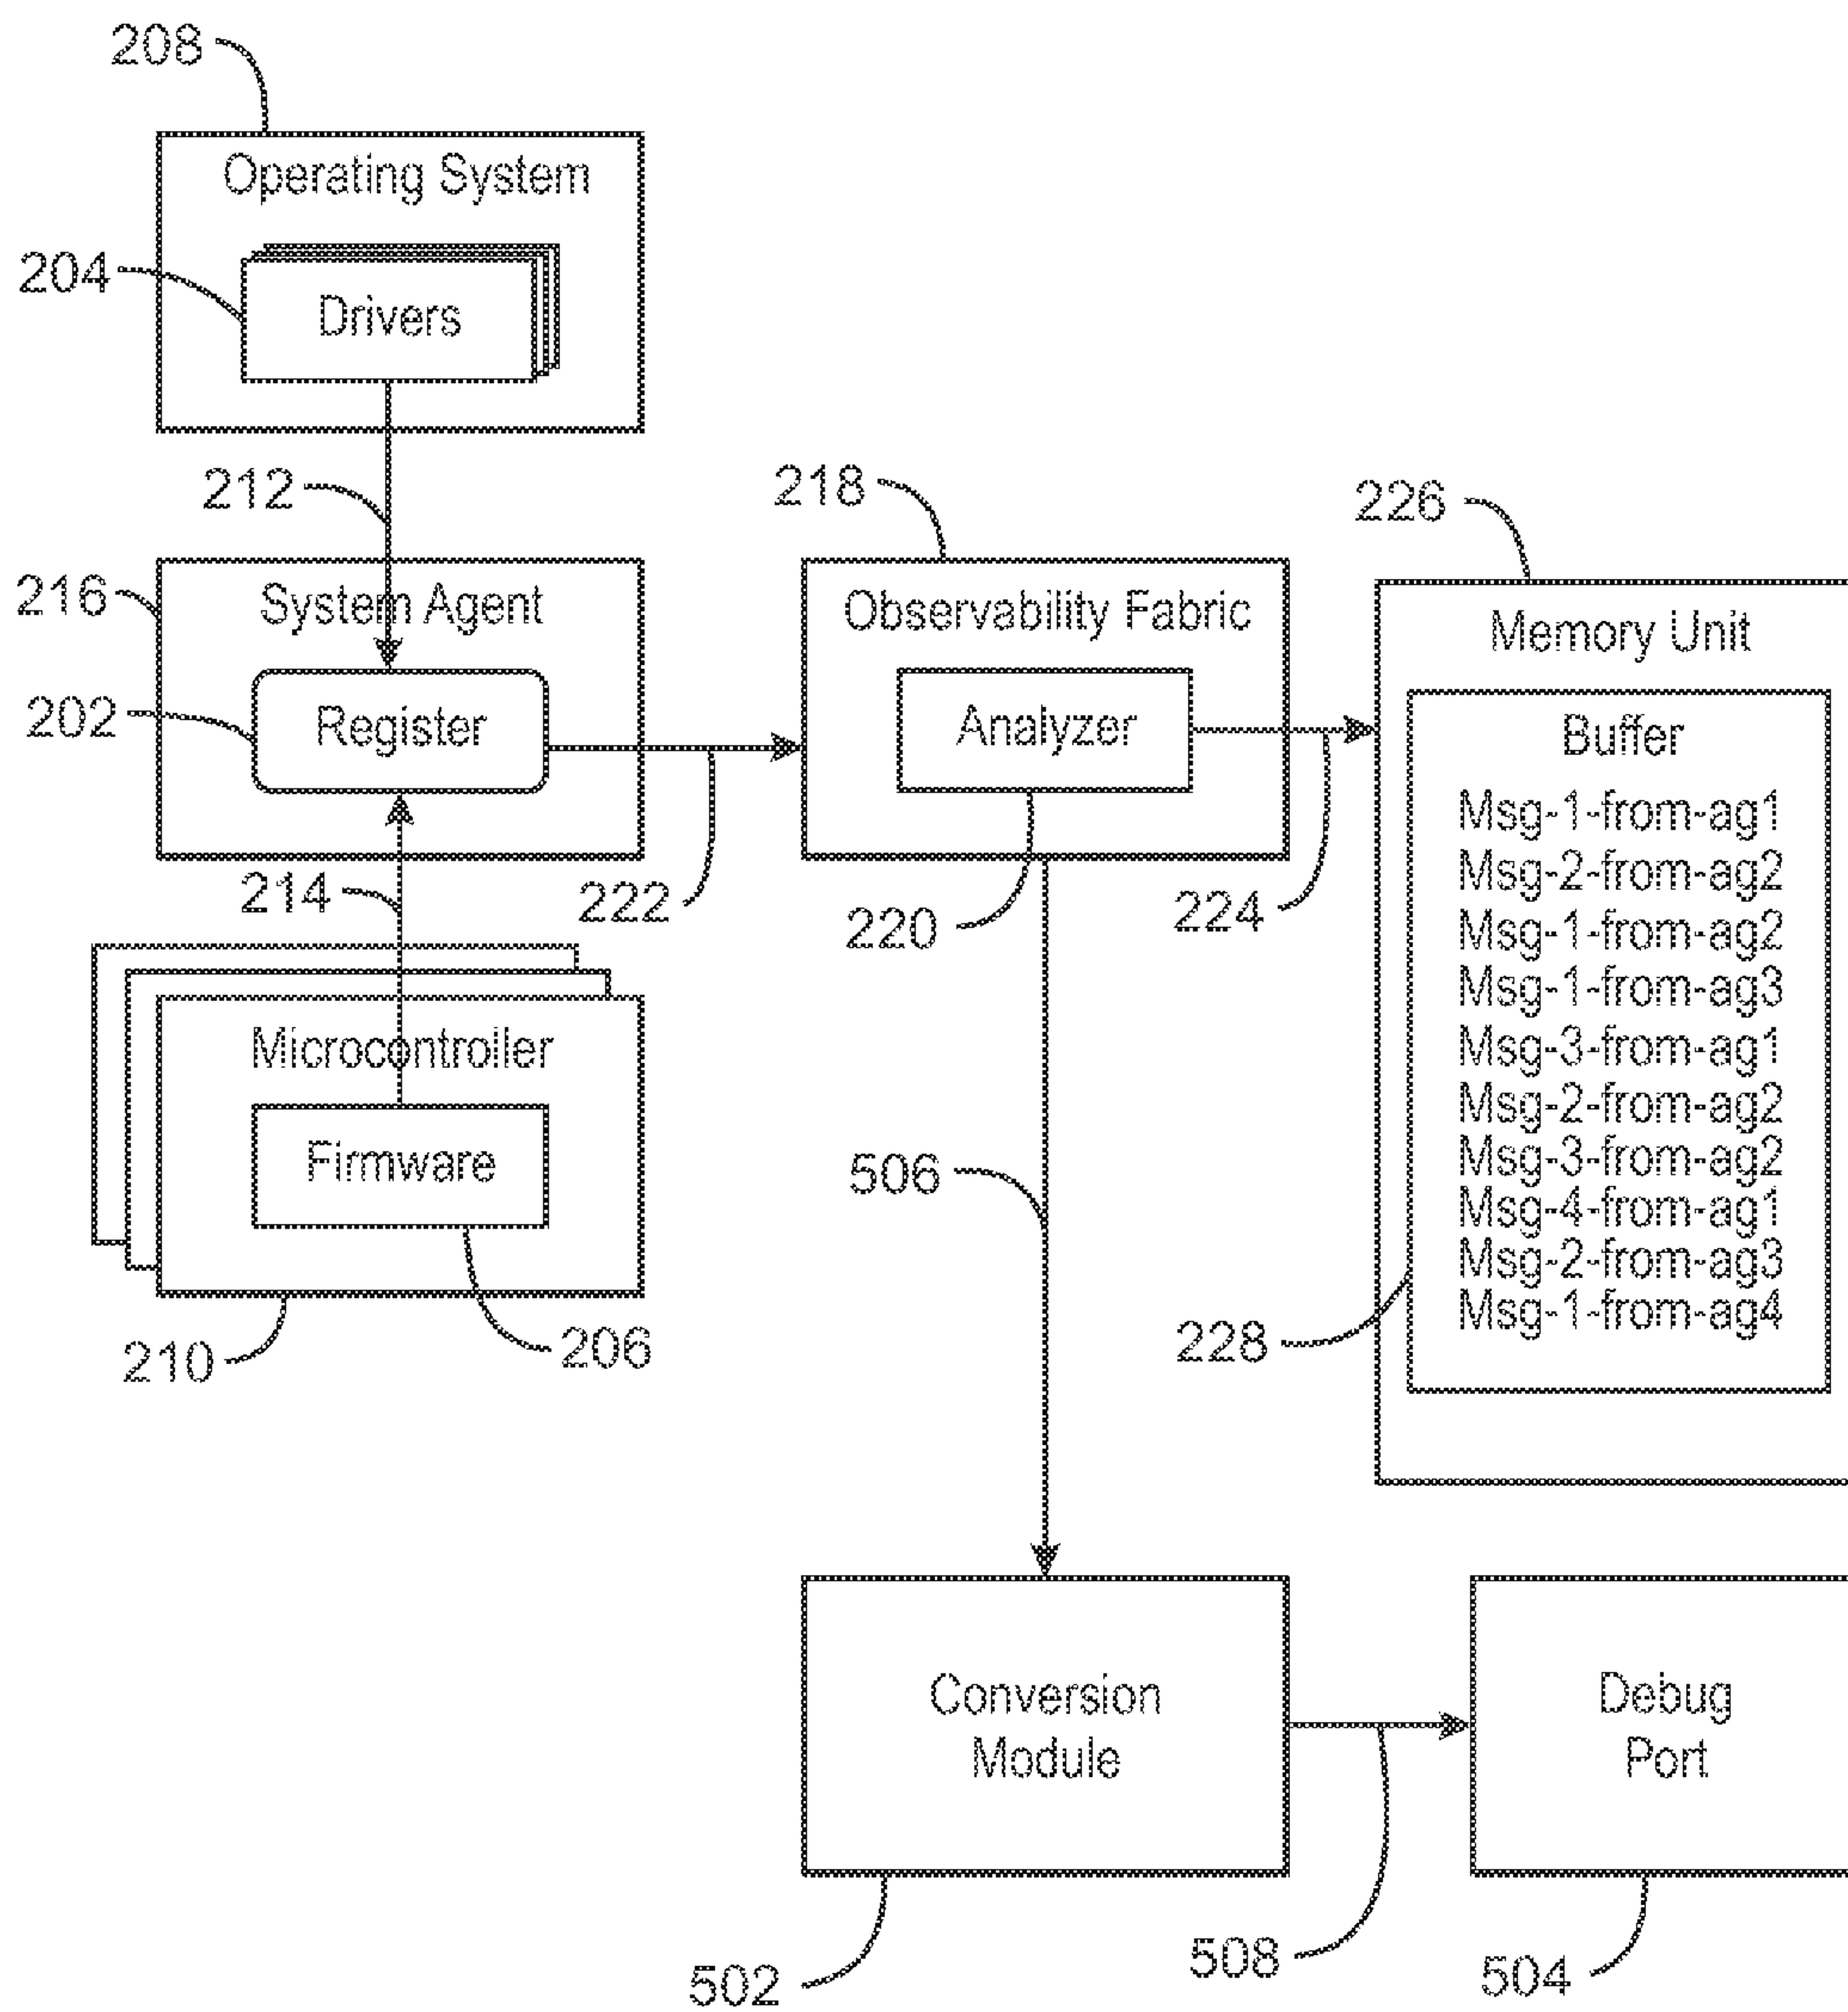 208
Operating System
204
Drivers
212
218
226
216
System Agent
Observability Fabric
Memory Unit
202
Register
Analyzer
Buffer
Msg-1-from-ag1
Msg-2-from-ag2
Msg-1-from-ag2
Msg-1-from-ag3
Msg-3-from-ag1
Msg-2-from-ag2
Msg-3-from-ag2
Msg-4-from-ag1
Msg-2-from-ag3
Msg-1-from-ag4
214
222
220
224
Microcontroller
Firmware
506
210
206
228
Conversion
Module
Debug
Port
502
508
504